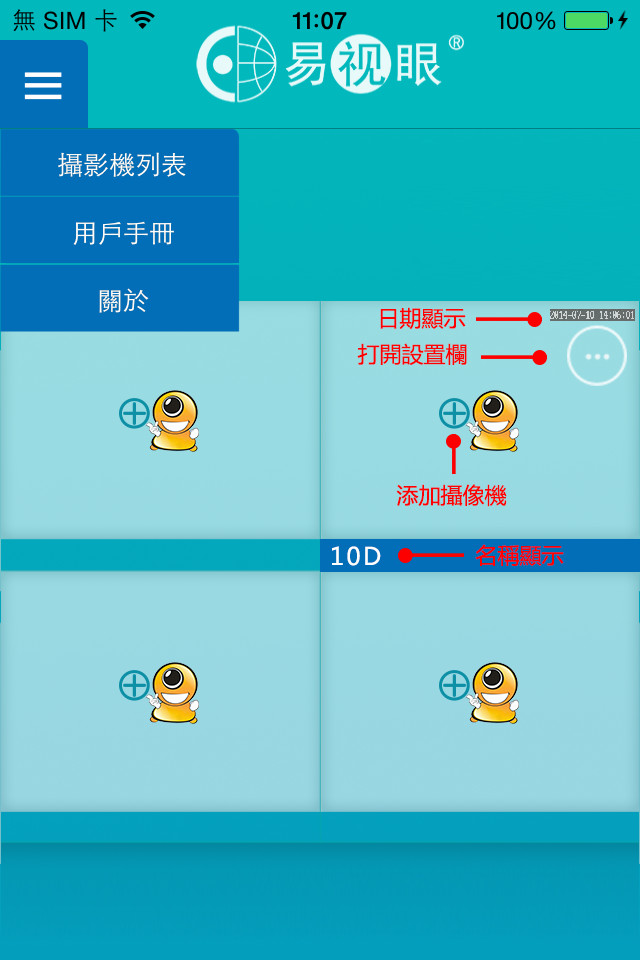 無 SIM 卡
11:07
100%
易视眼®
攝影機列表
用戶手冊
關於
日期顯示
2014-07-10 14:06:01
打開設置欄
添加攝像機
10D
名稱顯示